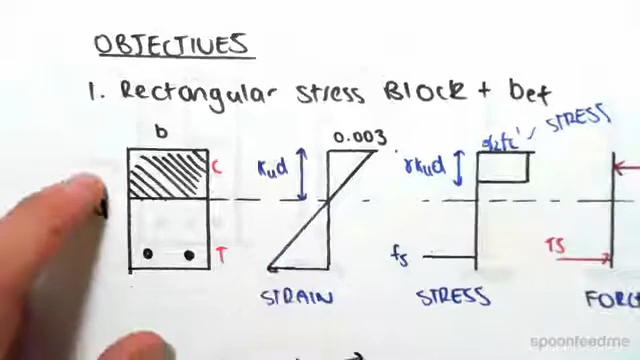 OBJECTIVES
1. Rectangular stress Block + bef
b
0.003
STRESS
C
kud
γkud
T
fs
TS
STRAIN
STRESS
FORC
spoonfeedme